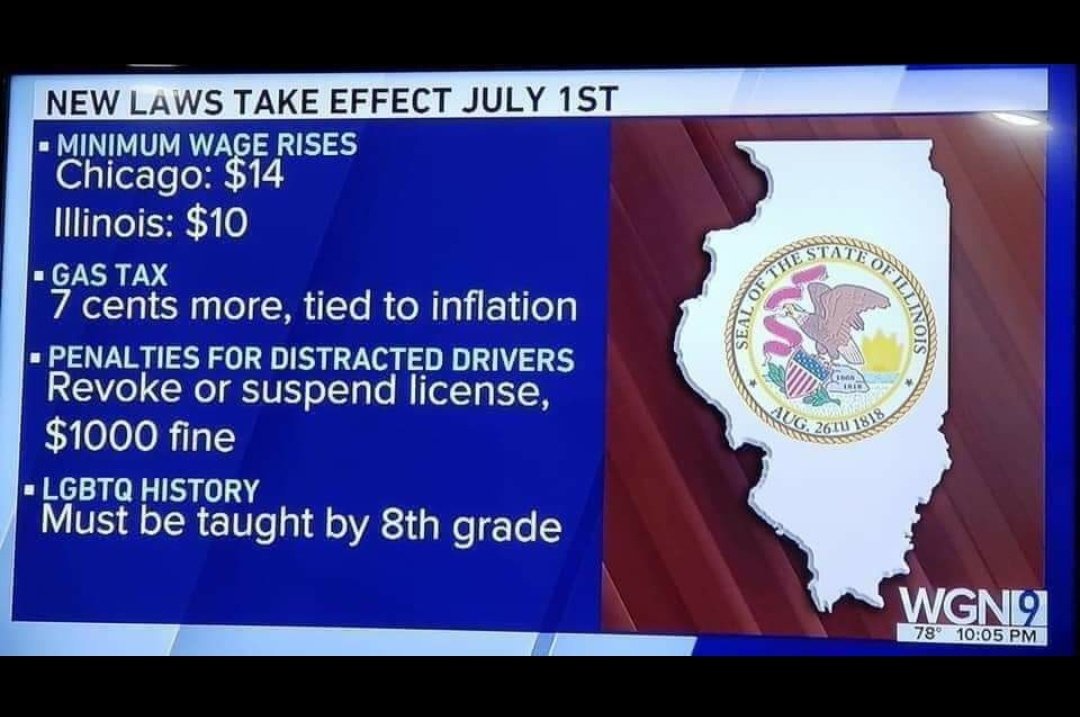 NEW LAWS TAKE EFFECT JULY 1ST
▪ MINIMUM WAGE RISES
Chicago: $14
Illinois: $10
▪ GAS TAX
7 cents more, tied to inflation
▪ PENALTIES FOR DISTRACTED DRIVERS
Revoke or suspend license,
$1000 fine
▪ LGBTQ HISTORY
Must be taught by 8th grade
SEAL OF THE STATE OF ILLINOIS
1868
1818
AUG. 26TH 1818
WGN9
78° 10:05 PM